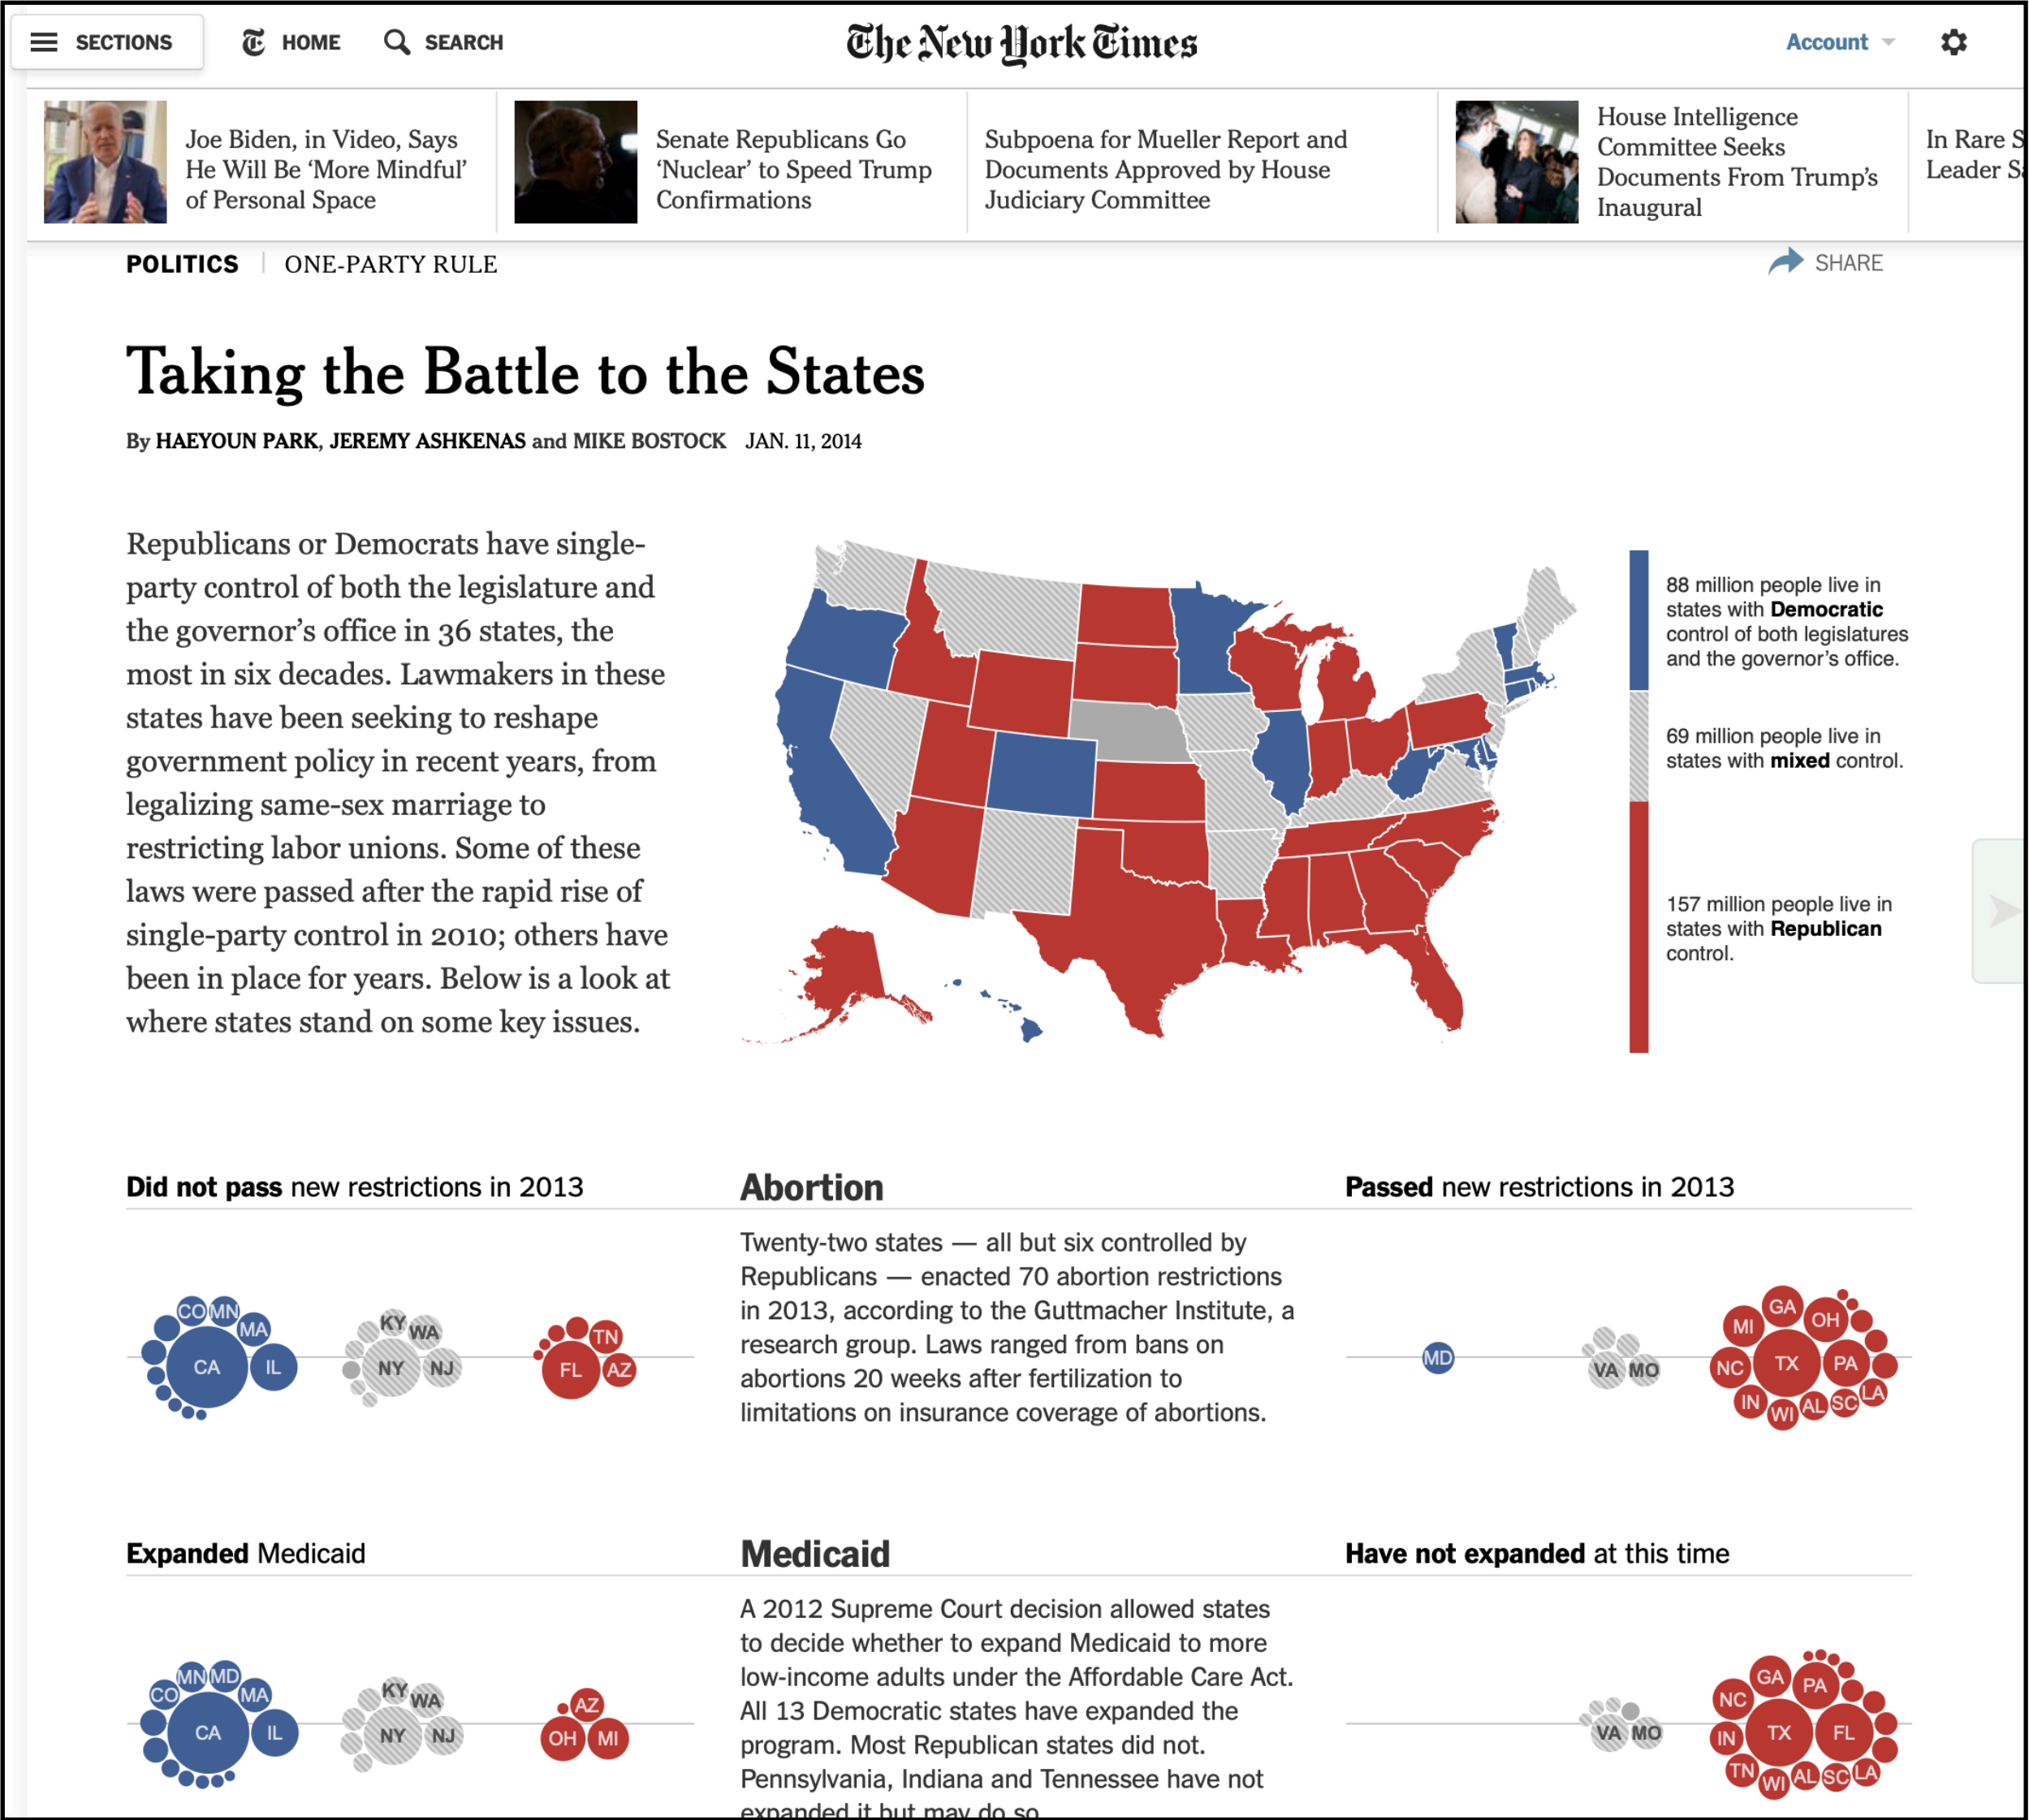 SECTIONS
HOME
SEARCH
The New York Times
Account
Joe Biden, in Video, Says
He Will Be ‘More Mindful’
of Personal Space
Senate Republicans Go
‘Nuclear’ to Speed Trump
Confirmations
Subpoena for Mueller Report and
Documents Approved by House
Judiciary Committee
House Intelligence
Committee Seeks
Documents From Trump’s
Inaugural
In Rare
Leader
POLITICS
ONE-PARTY RULE
SHARE
Taking the Battle to the States
By HAEYOUN PARK, JEREMY ASHKENAS and MIKE BOSTOCK JAN. 11, 2014
Republicans or Democrats have single-
party control of both the legislature and
the governor’s office in 36 states, the
most in six decades. Lawmakers in these
states have been seeking to reshape
government policy in recent years, from
legalizing same-sex marriage to
restricting labor unions. Some of these
laws were passed after the rapid rise of
single-party control in 2010; others have
been in place for years. Below is a look at
where states stand on some key issues.
88 million people live in
states with Democratic
control of both legislatures
and the governor’s office.
69 million people live in
states with mixed control.
157 million people live in
states with Republican
control.
Did not pass new restrictions in 2013
CO MN
MA
CA
IL
KY
WA
NY
NJ
TN
FL
AZ
Abortion
Twenty-two states — all but six controlled by
Republicans — enacted 70 abortion restrictions
in 2013, according to the Guttmacher Institute, a
research group. Laws ranged from bans on
abortions 20 weeks after fertilization to
limitations on insurance coverage of abortions.
Passed new restrictions in 2013
MD
VA MO
GA
OH
MI
NC
TX
PA
IN
WI
AL
SC
LA
Expanded Medicaid
MN MD
CO
MA
CA
IL
KY
WA
NY
NJ
AZ
OH
MI
Medicaid
A 2012 Supreme Court decision allowed states
to decide whether to expand Medicaid to more
low-income adults under the Affordable Care Act.
All 13 Democratic states have expanded the
program. Most Republican states did not.
Pennsylvania, Indiana and Tennessee have not
expanded it but may do so
Have not expanded at this time
VA MO
GA
PA
NC
IN
TX
FL
TN
WI
AL
SC
LA